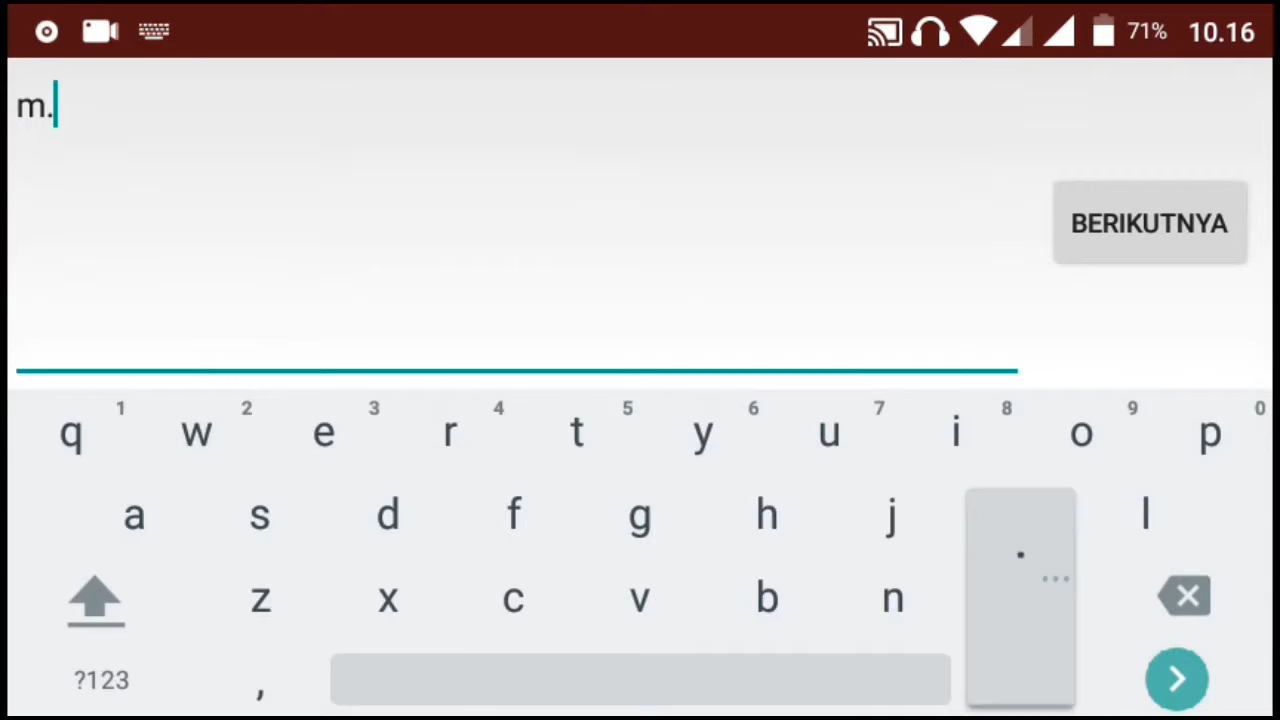 71% 10.16
m.
BERIKUTNYA
1 2 3 4 5 6 7 8 9 0
q w e r t y u i o p
a s d f g h j l
z x c v b n
?123 , .